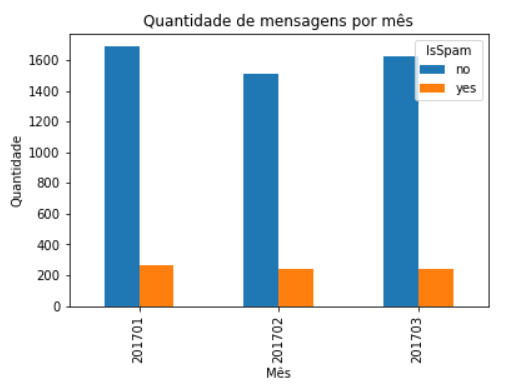 Quantidade de mensagens por mês
IsSpam
no
yes
Quantidade
1600
1400
1200
1000
800
600
400
200
0
201701
201702
201703
Mês